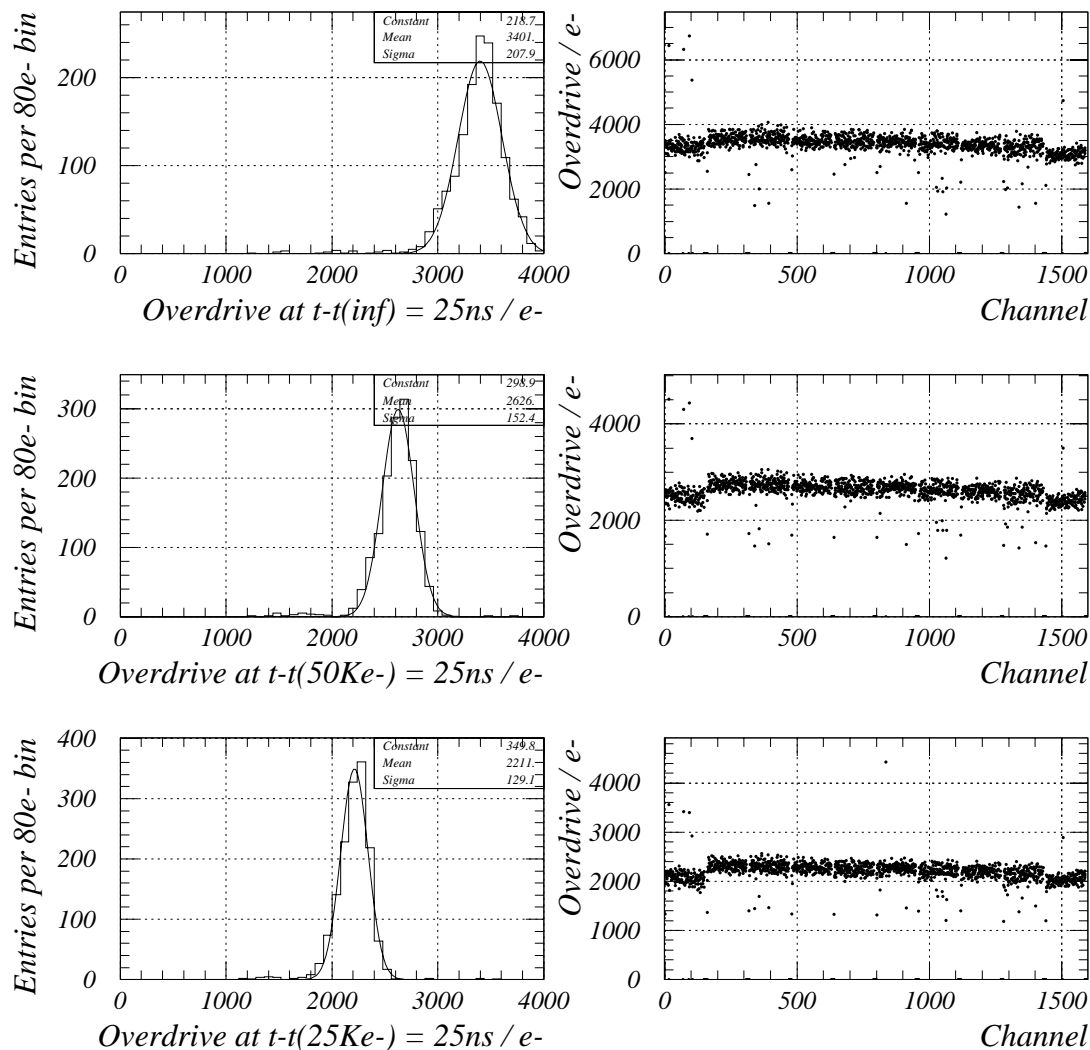 Constant 218.7
Mean 3401.
Sigma 207.9
Entries per 80e- bin
0
100
200
0 1000 2000 3000 4000
Overdrive at t-t(inf) = 25ns / e-
Overdrive / e-
0
2000
4000
6000
0 500 1000 1500
Channel
Constant 298.9
Mean 2626.
Sigma 152.4
Entries per 80e- bin
0
100
200
300
0 1000 2000 3000 4000
Overdrive at t-t(50Ke-) = 25ns / e-
Overdrive / e-
0
2000
4000
0 500 1000 1500
Channel
Constant 349.8
Mean 2211.
Sigma 129.1
Entries per 80e- bin
0
100
200
300
400
0 1000 2000 3000 4000
Overdrive at t-t(25Ke-) = 25ns / e-
Overdrive / e-
0
1000
2000
3000
4000
0 500 1000 1500
Channel